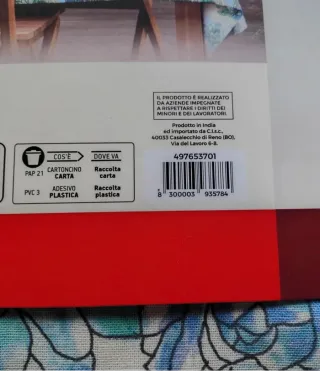 IL PRODOTTO È REALIZZATO
DA AZIENDE IMPEGNATE
A RISPETTARE I DIRITTI DEI
MINORI E DEI LAVORATORI.
Prodotto in India
ed importato da C.i.t.c.,
40033 Casalecchio di Reno (BO),
Via del Lavoro 6-8.
COS'È DOVE VA
PAP 21 CARTONCINO CARTA Raccolta carta
PVC 3 ADESIVO PLASTICA Raccolta plastica
497653701
8 300003 935784